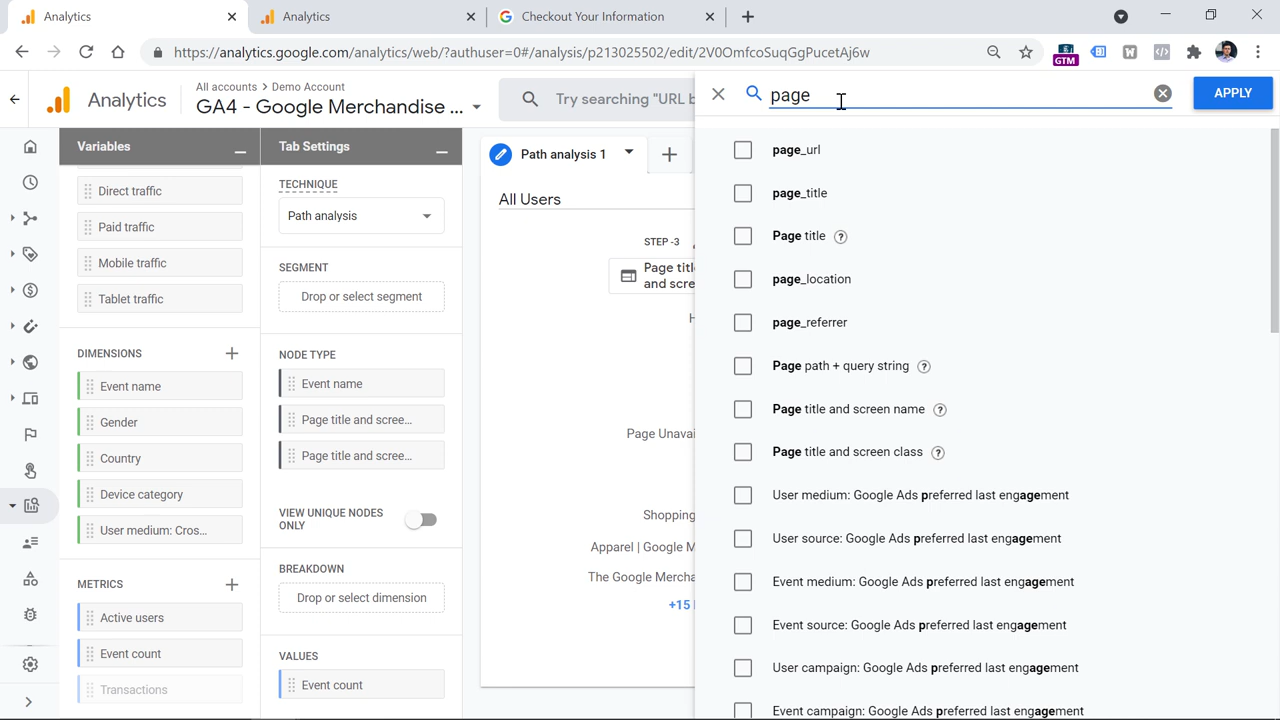 Analytics
Analytics
Checkout Your Information
https://analytics.google.com/analytics/web/?authuser=0#/analysis/p213025502/edit/2V0OmfcoSuqGgPucetAj6w
GTM
Analytics
All accounts > Demo Account
GA4 - Google Merchandise ...
Try searching "URL b
page
APPLY
Variables
Direct traffic
Paid traffic
Mobile traffic
Tablet traffic
DIMENSIONS
Event name
Gender
Country
Device category
User medium: Cros...
METRICS
Active users
Event count
Transactions
Tab Settings
TECHNIQUE
Path analysis
SEGMENT
Drop or select segment
NODE TYPE
Event name
Page title and scree...
Page title and scree...
VIEW UNIQUE NODES
ONLY
BREAKDOWN
Drop or select dimension
VALUES
Event count
Path analysis 1
All Users
STEP -3
Page titl
and scre
Page Unavai
Shopping
Apparel | Google M
The Google Mercha
+15
page_url
page_title
Page title
page_location
page_referrer
Page path + query string
Page title and screen name
Page title and screen class
User medium: Google Ads preferred last engagement
User source: Google Ads preferred last engagement
Event medium: Google Ads preferred last engagement
Event source: Google Ads preferred last engagement
User campaign: Google Ads preferred last engagement
Event campaign: Google Ads preferred last engagement